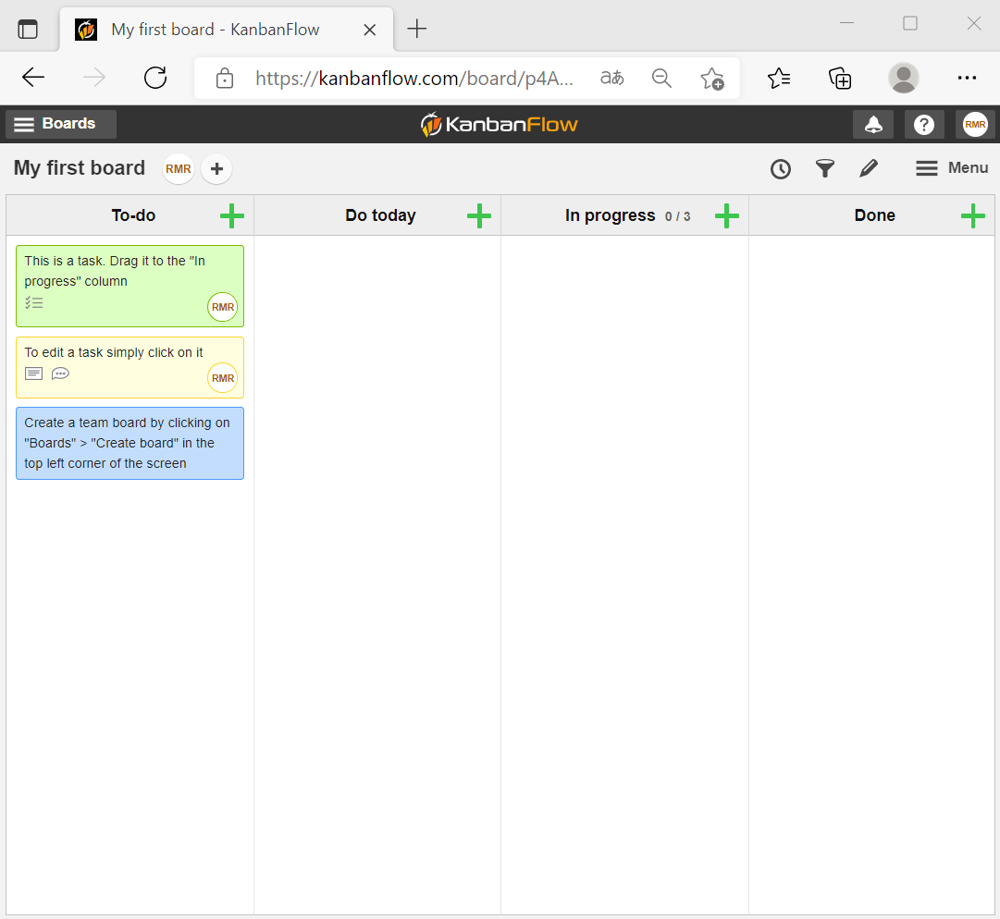 My first board - KanbanFlow
https://kanbanflow.com/board/p4A...
aあ
Boards
KanbanFlow
RMR
My first board
RMR
Menu
To-do
Do today
In progress 0 / 3
Done
This is a task. Drag it to the "In
progress" column
RMR
To edit a task simply click on it
RMR
Create a team board by clicking on
"Boards" > "Create board" in the
top left corner of the screen